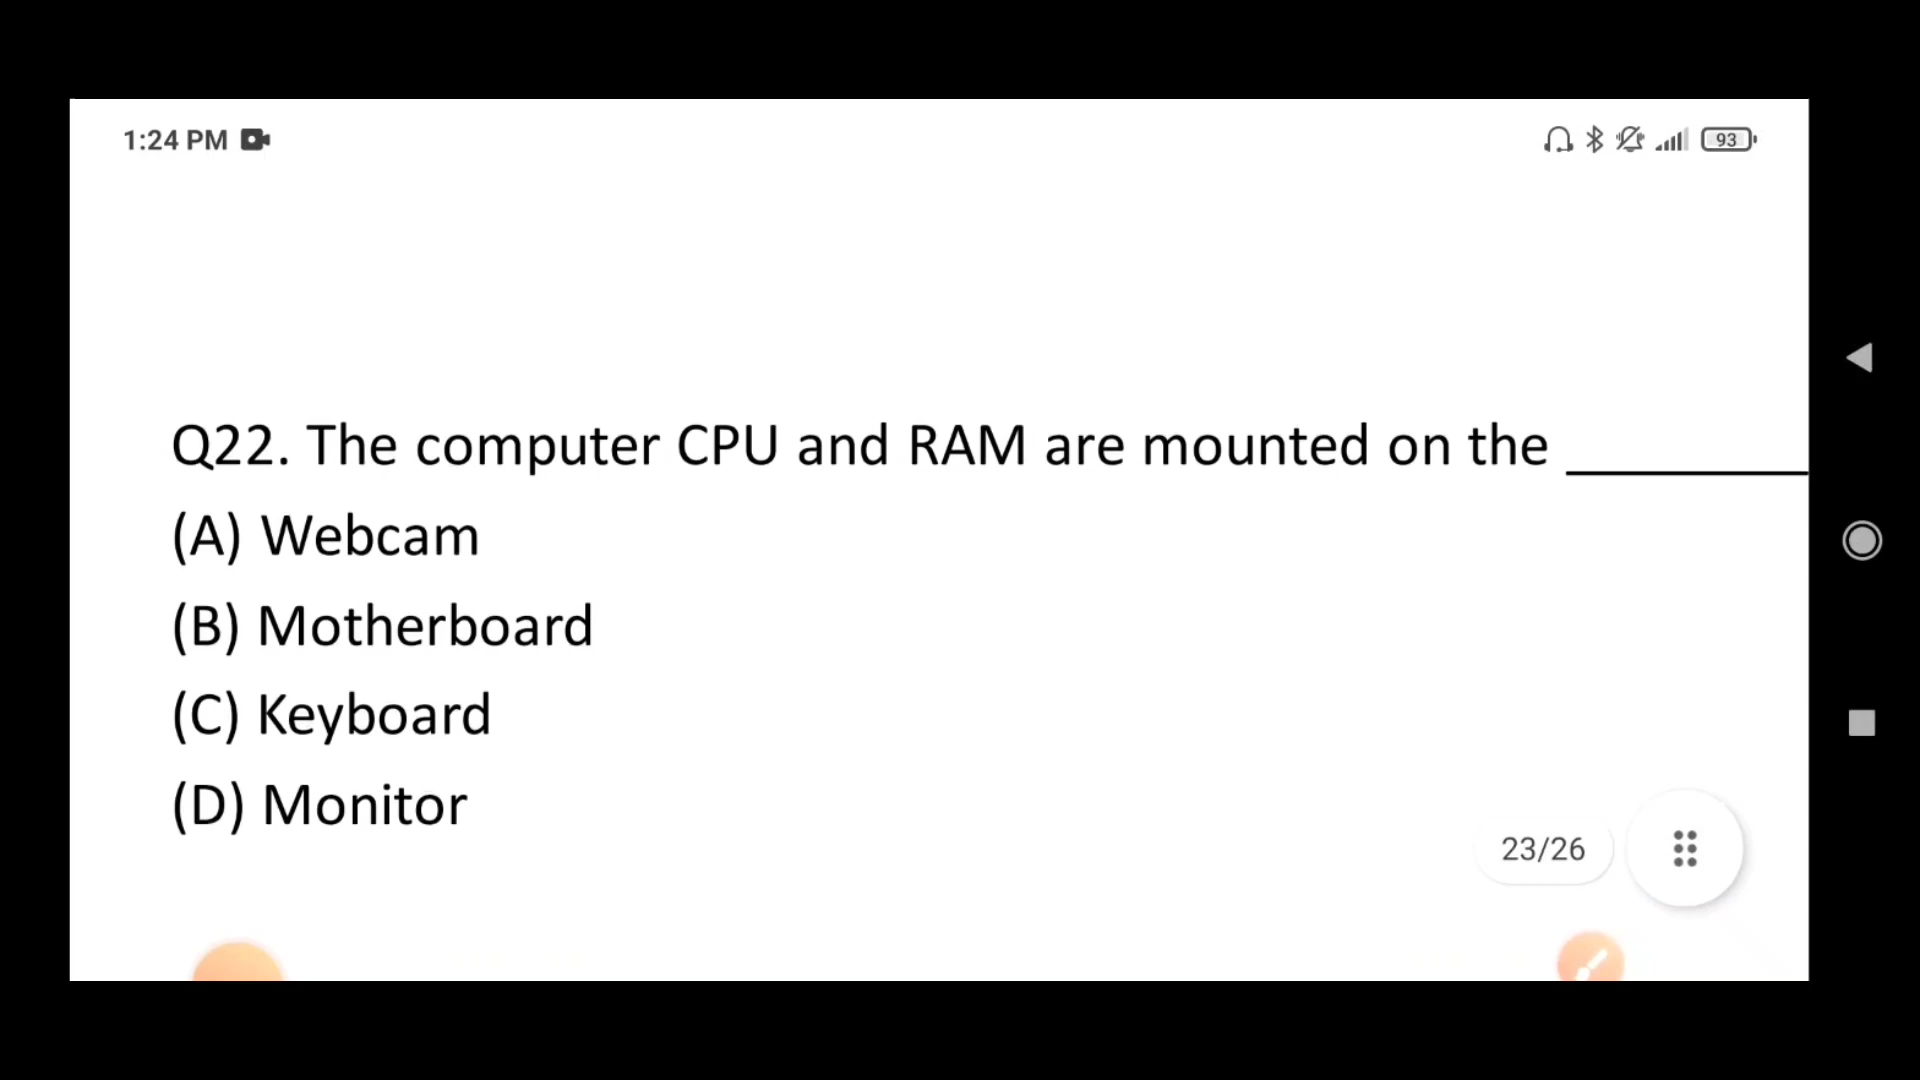 1:24 PM
93
Q22. The computer CPU and RAM are mounted on the __________
(A) Webcam
(B) Motherboard
(C) Keyboard
(D) Monitor
23/26